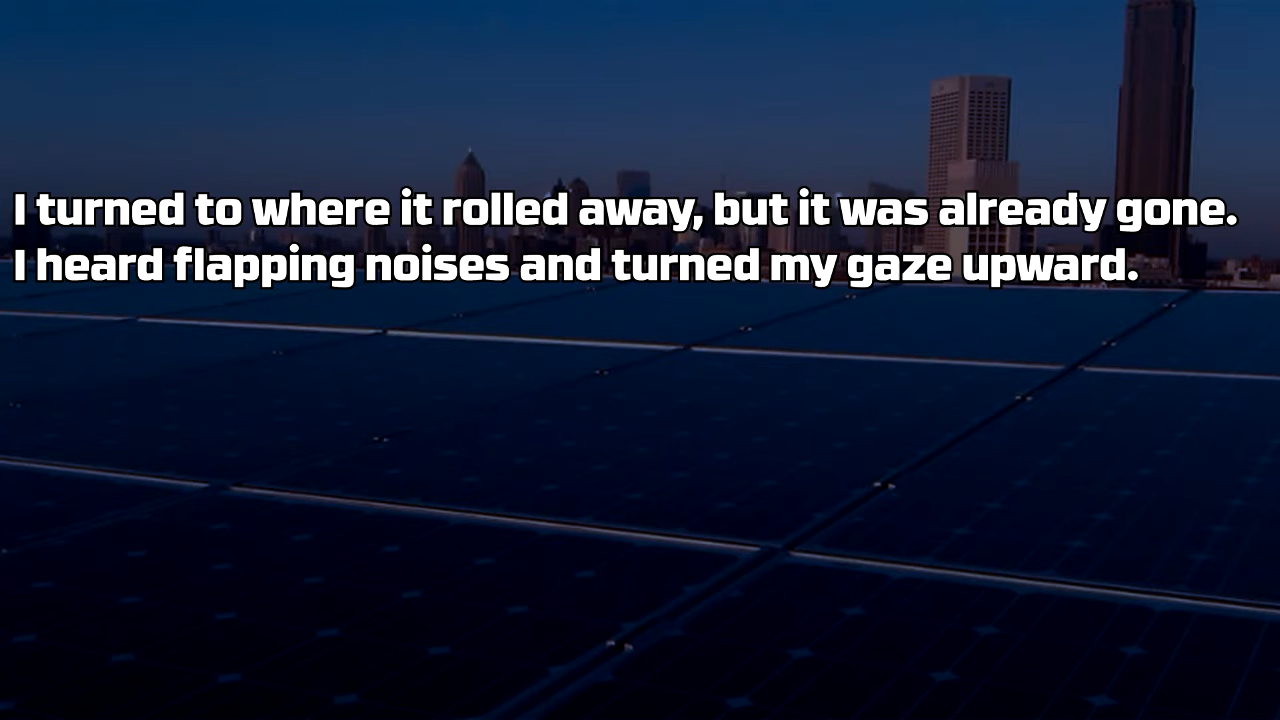 I turned to where it rolled away, but it was already gone.
I heard flapping noises and turned my gaze upward.